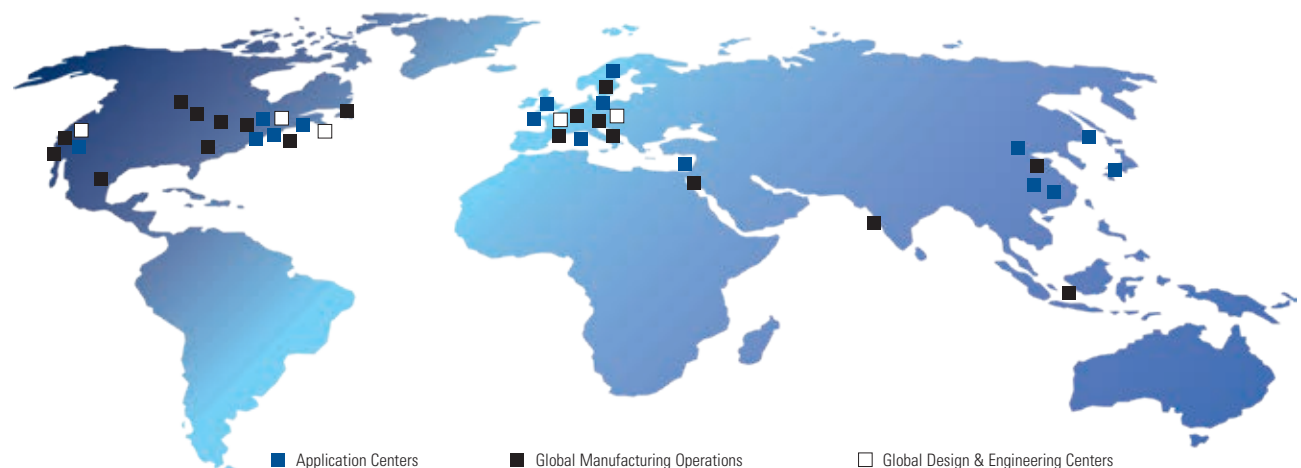 Application Centers
Global Manufacturing Operations
Global Design & Engineering Centers